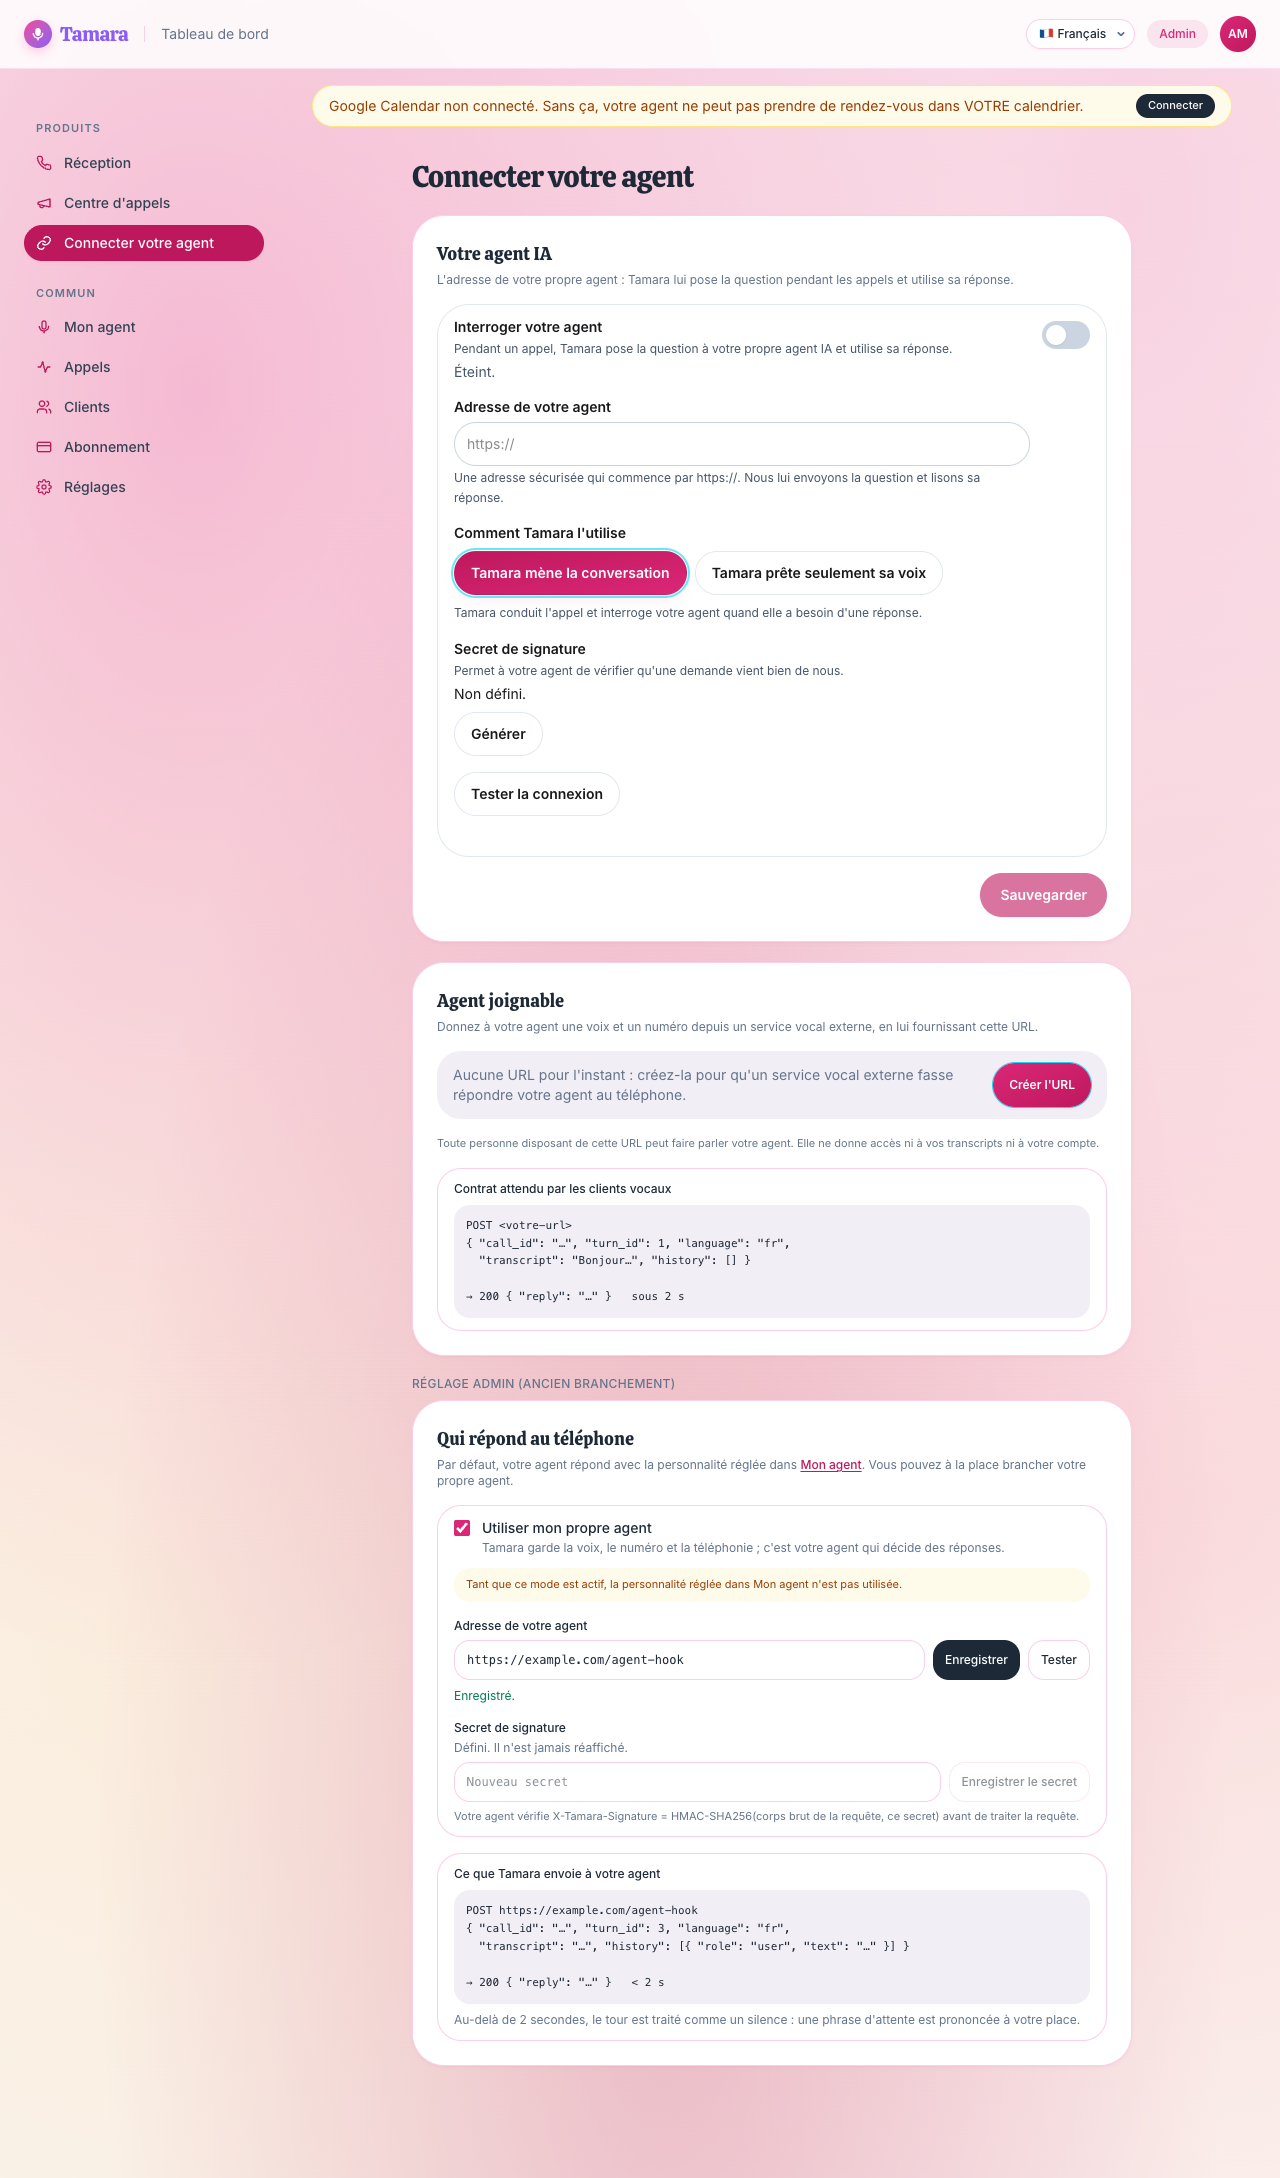 Tamara
Tableau de bord
Français
Admin
AM
Google Calendar non connecté. Sans ça, votre agent ne peut pas prendre de rendez-vous dans VOTRE calendrier.
Connecter
PRODUITS
Réception
Centre d'appels
Connecter votre agent
COMMUN
Mon agent
Appels
Clients
Abonnement
Réglages
Connecter votre agent
Votre agent IA
L'adresse de votre propre agent : Tamara lui pose la question pendant les appels et utilise sa réponse.
Interroger votre agent
Pendant un appel, Tamara pose la question à votre propre agent IA et utilise sa réponse.
Éteint.
Adresse de votre agent
https://
Une adresse sécurisée qui commence par https://. Nous lui envoyons la question et lisons sa
réponse.
Comment Tamara l'utilise
Tamara mène la conversation
Tamara prête seulement sa voix
Tamara conduit l'appel et interroge votre agent quand elle a besoin d'une réponse.
Secret de signature
Permet à votre agent de vérifier qu'une demande vient bien de nous.
Non défini.
Générer
Tester la connexion
Sauvegarder
Agent joignable
Donnez à votre agent une voix et un numéro depuis un service vocal externe, en lui fournissant cette URL.
Aucune URL pour l'instant : créez-la pour qu'un service vocal externe fasse
répondre votre agent au téléphone.
Créer l'URL
Toute personne disposant de cette URL peut faire parler votre agent. Elle ne donne accès ni à vos transcripts ni à votre compte.
Contrat attendu par les clients vocaux
POST <votre-url>
{ "call_id": "…", "turn_id": 1, "language": "fr",
"transcript": "Bonjour…", "history": [] }
→ 200 { "reply": "…" }   sous 2 s
RÉGLAGE ADMIN (ANCIEN BRANCHEMENT)
Qui répond au téléphone
Par défaut, votre agent répond avec la personnalité réglée dans Mon agent. Vous pouvez à la place brancher votre
propre agent.
Utiliser mon propre agent
Tamara garde la voix, le numéro et la téléphonie ; c'est votre agent qui décide des réponses.
Tant que ce mode est actif, la personnalité réglée dans Mon agent n'est pas utilisée.
Adresse de votre agent
https://example.com/agent-hook
Enregistrer
Tester
Enregistré.
Secret de signature
Défini. Il n'est jamais réaffiché.
Nouveau secret
Enregistrer le secret
Votre agent vérifie X-Tamara-Signature = HMAC-SHA256(corps brut de la requête, ce secret) avant de traiter la requête.
Ce que Tamara envoie à votre agent
POST https://example.com/agent-hook
{ "call_id": "…", "turn_id": 3, "language": "fr",
"transcript": "…", "history": [{ "role": "user", "text": "…" }] }
→ 200 { "reply": "…" }   < 2 s
Au-delà de 2 secondes, le tour est traité comme un silence : une phrase d'attente est prononcée à votre place.